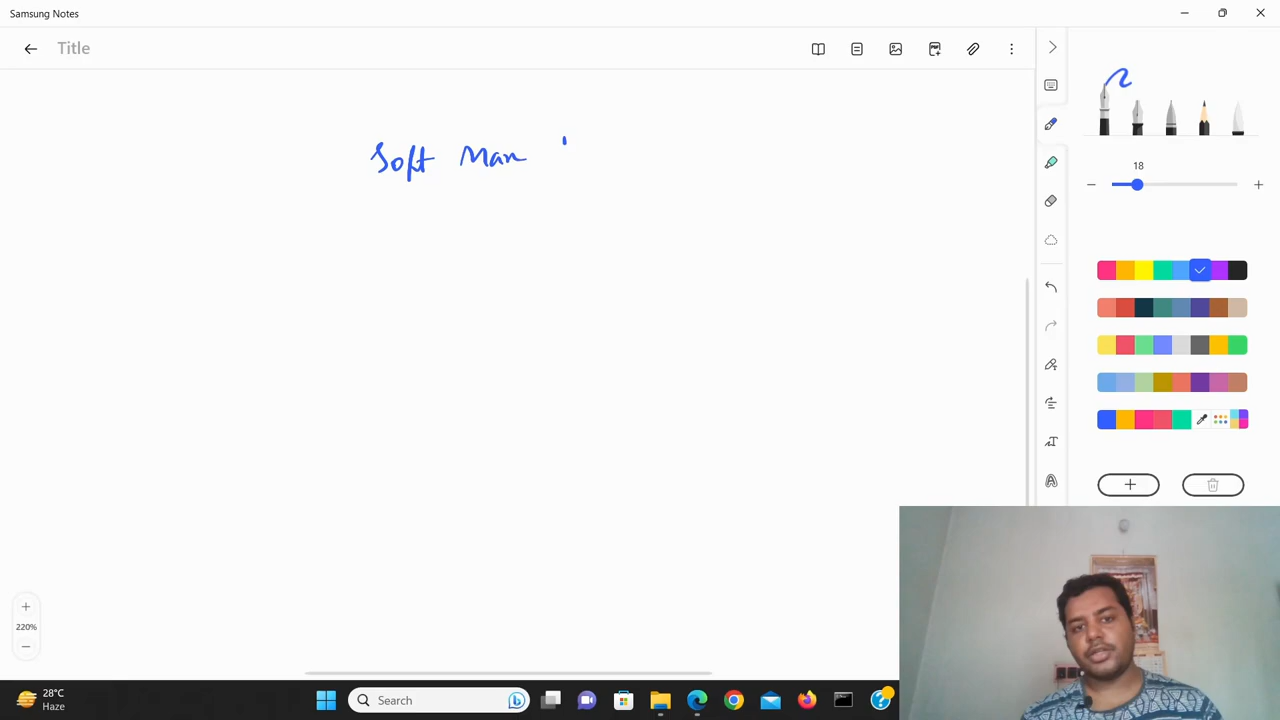 Samsung Notes
Title
Soft Man
18
220%
28°C
Haze
Search